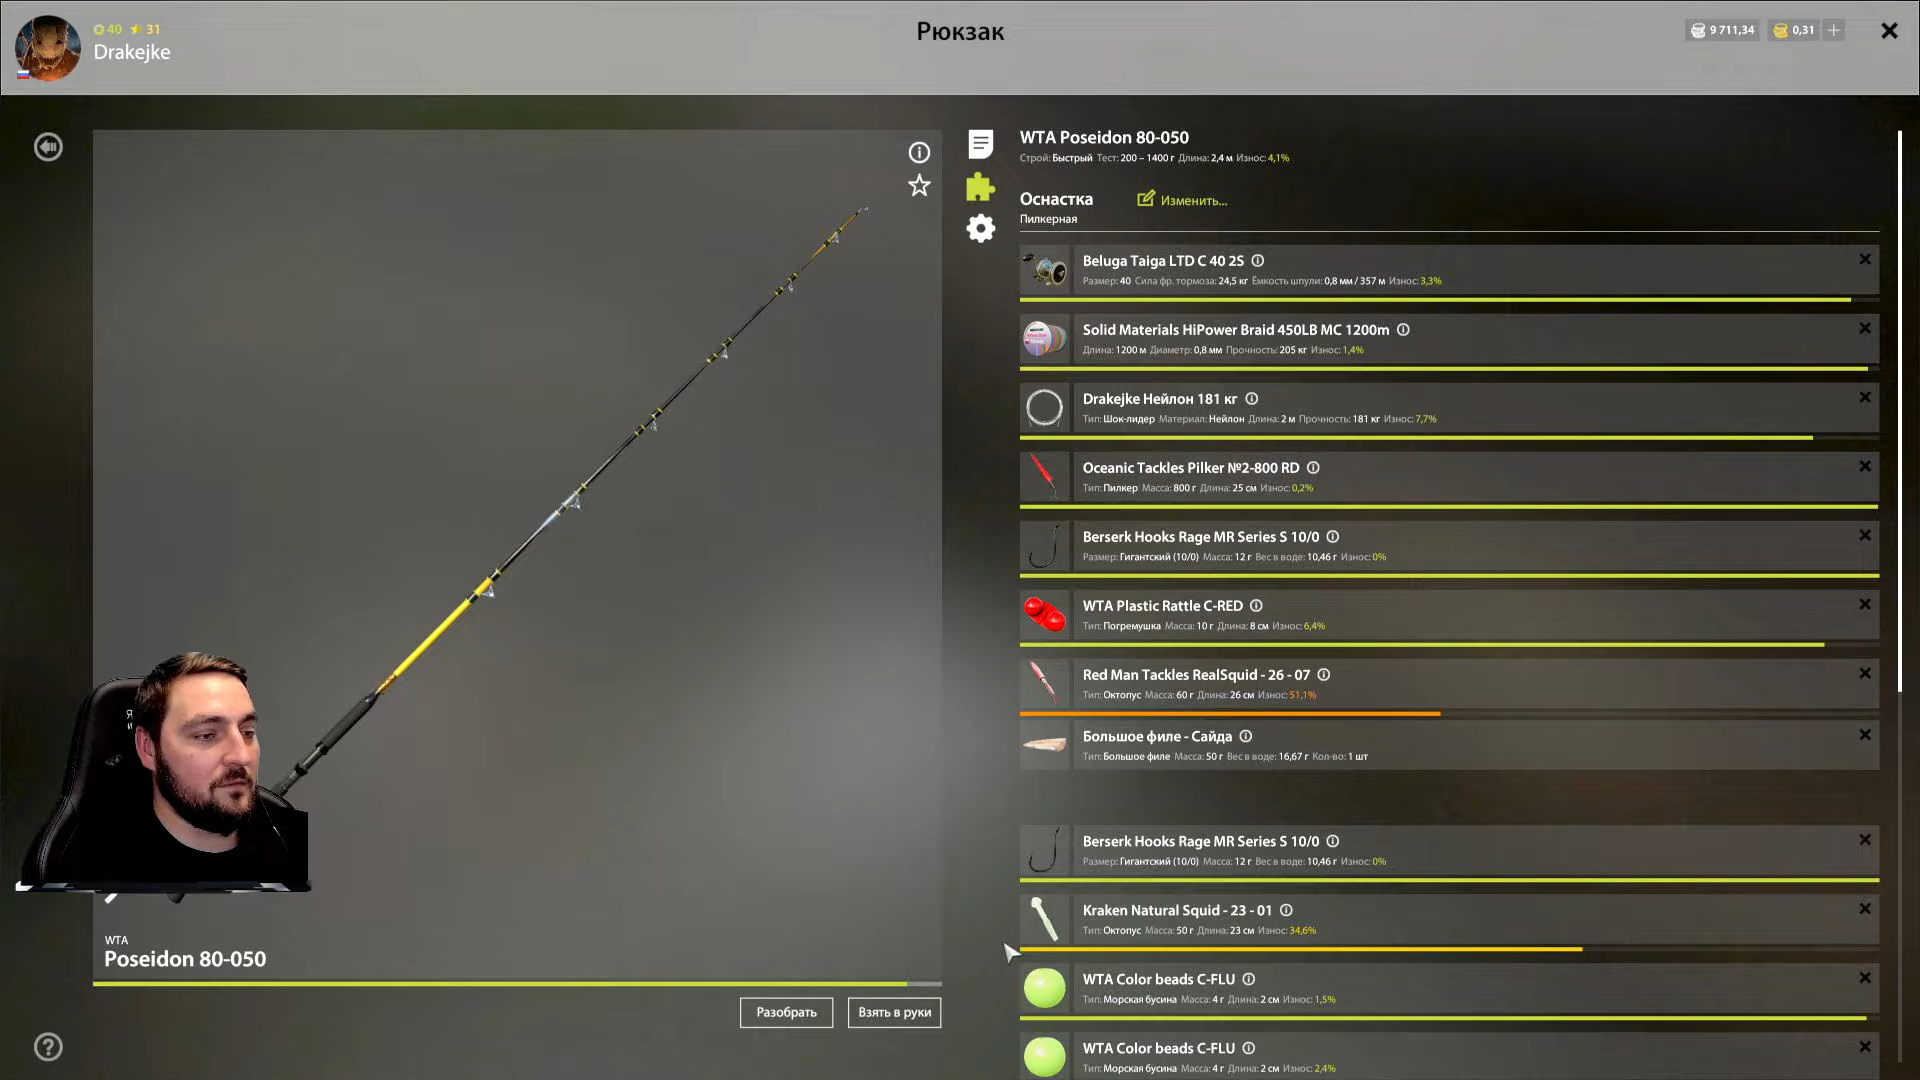 40 31
Drakejke
Рюкзак
9 711,34 0,31
WTA Poseidon 80-050
Строй: Быстрый Тест: 200 – 1400 г Длина: 2,4 м Износ: 4,1%
Оснастка Изменить...
Пилкерная
Beluga Taiga LTD C 40 2S
Размер: 40 Сила фр. тормоза: 24,5 кг Ёмкость шпули: 0,8 мм / 357 м Износ: 3,3%
Solid Materials HiPower Braid 450LB MC 1200m
Длина: 1200 м Диаметр: 0,8 мм Прочность: 205 кг Износ: 1,4%
Drakejke Нейлон 181 кг
Тип: Шок-лидер Материал: Нейлон Длина: 2 м Прочность: 181 кг Износ: 7,7%
Oceanic Tackles Pilker №2-800 RD
Тип: Пилкер Масса: 800 г Длина: 25 см Износ: 0,2%
Berserk Hooks Rage MR Series S 10/0
Размер: Гигантский (10/0) Масса: 12 г Вес в воде: 10,46 г Износ: 0%
WTA Plastic Rattle C-RED
Тип: Погремушка Масса: 10 г Длина: 8 см Износ: 6,4%
Red Man Tackles RealSquid - 26 - 07
Тип: Октопус Масса: 60 г Длина: 26 см Износ: 51,1%
Большое филе - Сайда
Тип: Большое филе Масса: 50 г Вес в воде: 16,67 г Кол-во: 1 шт
Berserk Hooks Rage MR Series S 10/0
Размер: Гигантский (10/0) Масса: 12 г Вес в воде: 10,46 г Износ: 0%
Kraken Natural Squid - 23 - 01
Тип: Октопус Масса: 50 г Длина: 23 см Износ: 34,6%
WTA Color beads C-FLU
Тип: Морская бусина Масса: 4 г Длина: 2 см Износ: 1,5%
WTA Color beads C-FLU
Тип: Морская бусина Масса: 4 г Длина: 2 см Износ: 2,4%
WTA
Poseidon 80-050
Разобрать Взять в руки